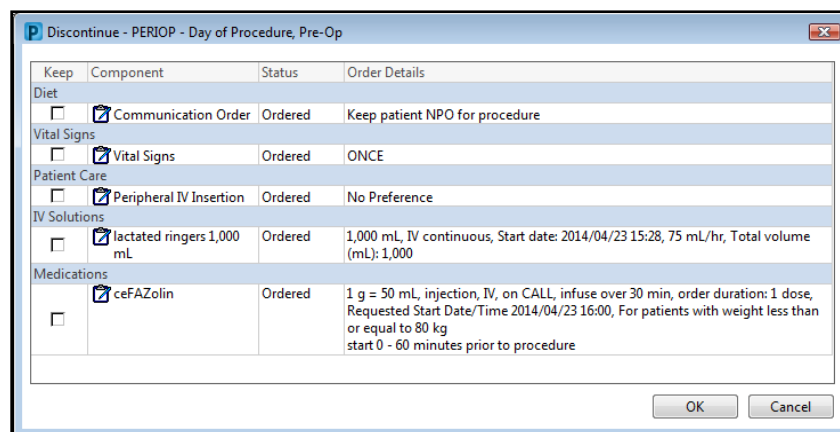 P Discontinue - PERIOP - Day of Procedure, Pre-Op
Keep Component Status Order Details
Diet
Communication Order Ordered Keep patient NPO for procedure
Vital Signs
Vital Signs Ordered ONCE
Patient Care
Peripheral IV Insertion Ordered No Preference
IV Solutions
lactated ringers 1,000 Ordered 1,000 mL, IV continuous, Start date: 2014/04/23 15:28, 75 mL/hr, Total volume
mL (mL): 1,000
Medications
ceFAZolin Ordered 1 g = 50 mL, injection, IV, on CALL, infuse over 30 min, order duration: 1 dose,
Requested Start Date/Time 2014/04/23 16:00, For patients with weight less than
or equal to 80 kg
start 0 - 60 minutes prior to procedure
OK Cancel